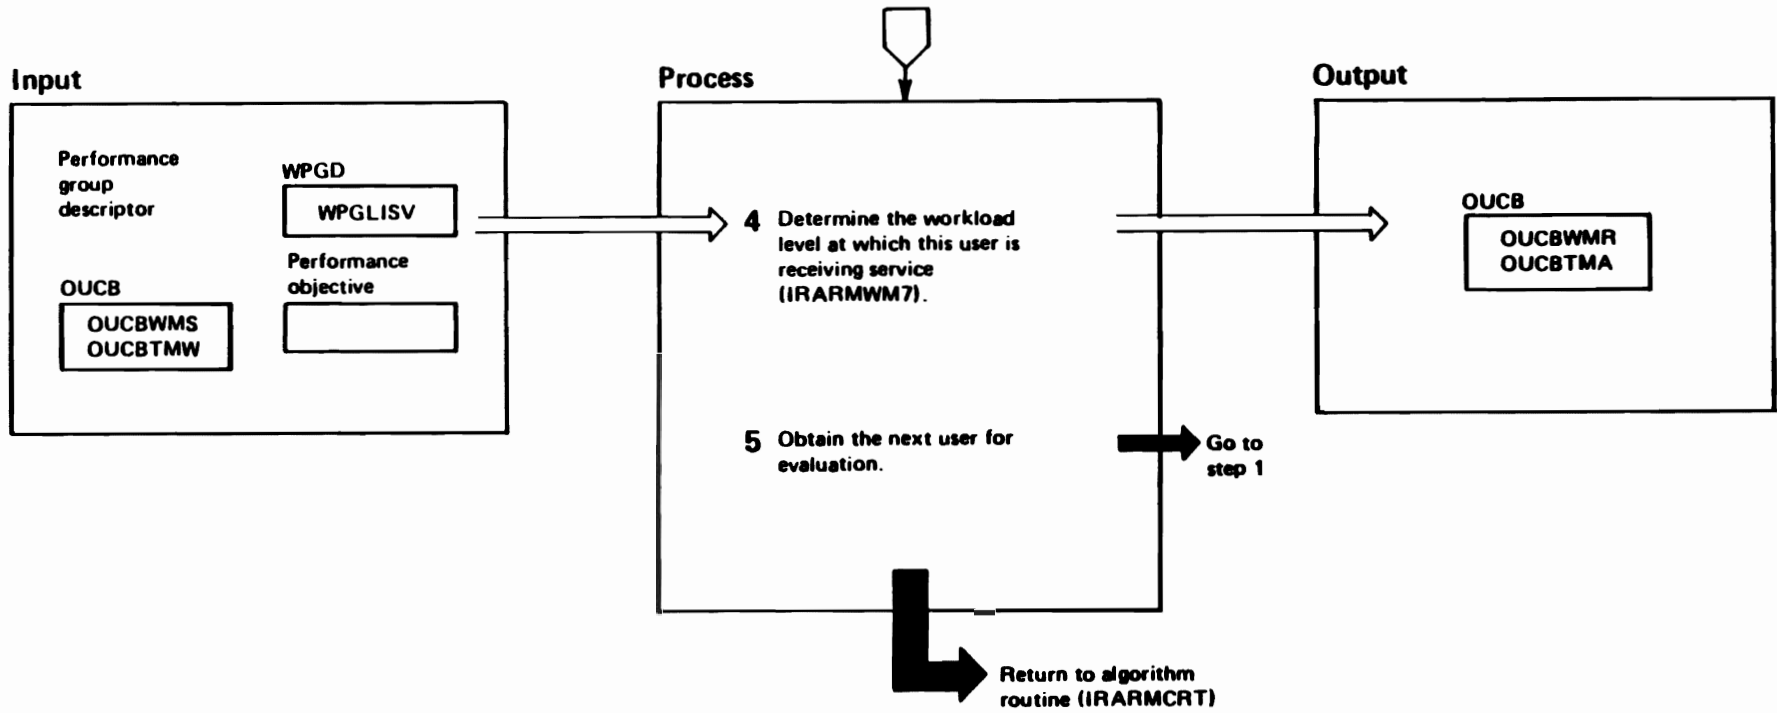 Input
Performance
group
descriptor
WPGD
WPGLISV
Performance
objective
OUCB
OUCBWMS
OUCBTMW
Process
4 Determine the workload
level at which this user is
receiving service
(IRARMWM7).
5 Obtain the next user for
evaluation.
Go to
step 1
Return to algorithm
routine (IRARMCRT)
Output
OUCB
OUCBWMR
OUCBTMA